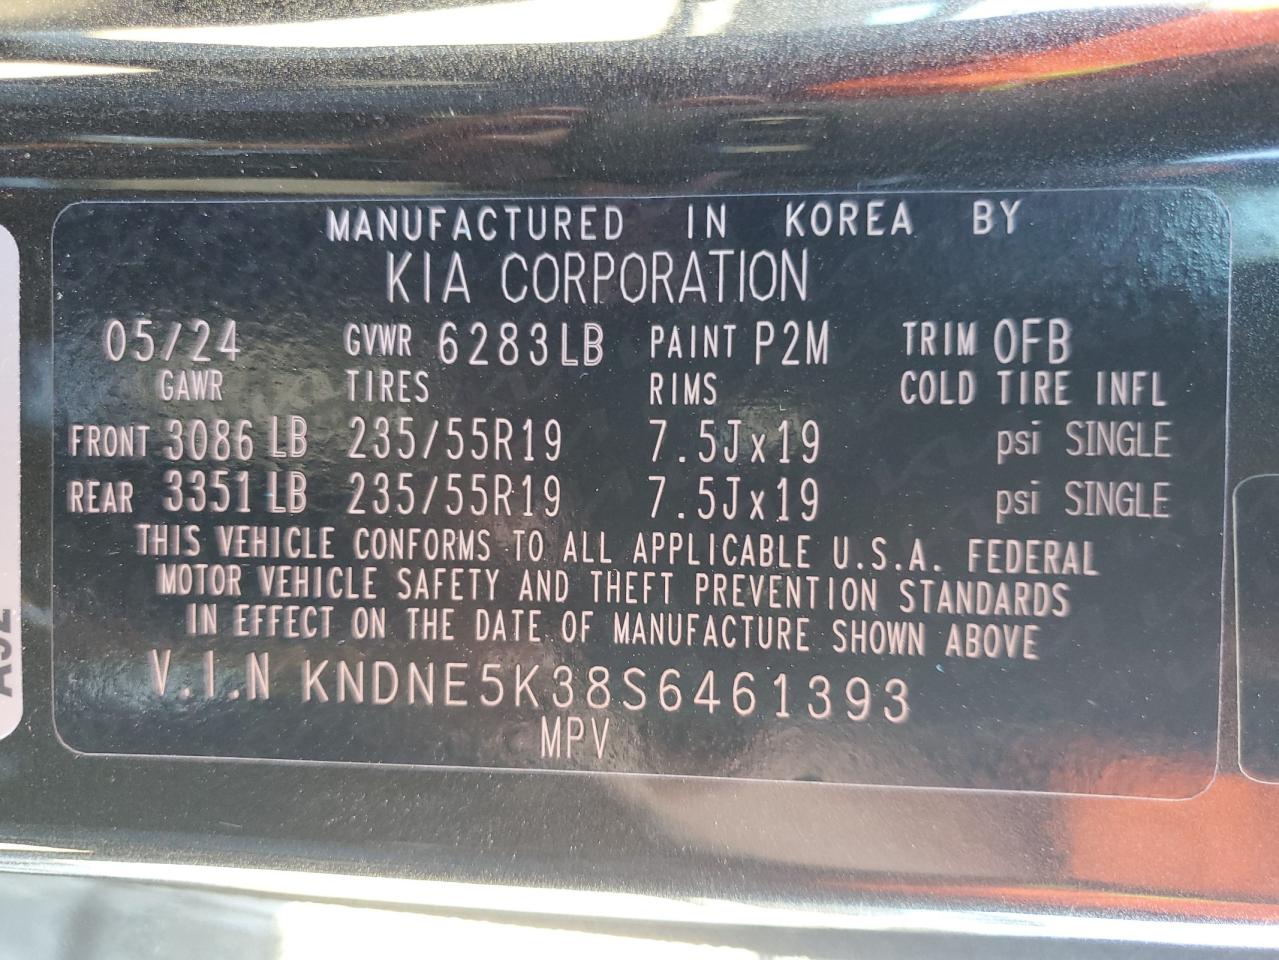 MANUFACTURED IN KOREA BY
KIA CORPORATION
05/24 GVWR 6283LB PAINT P2M TRIM OFB
GAWR TIRES RIMS COLD TIRE INFL
FRONT 3086 LB 235/55R19 7.5Jx19 psi SINGLE
REAR 3351 LB 235/55R19 7.5Jx19 psi SINGLE
THIS VEHICLE CONFORMS TO ALL APPLICABLE U.S.A. FEDERAL
MOTOR VEHICLE SAFETY AND THEFT PREVENTION STANDARDS
IN EFFECT ON THE DATE OF MANUFACTURE SHOWN ABOVE
V.I.N KNDNE5K38S6461393
MPV